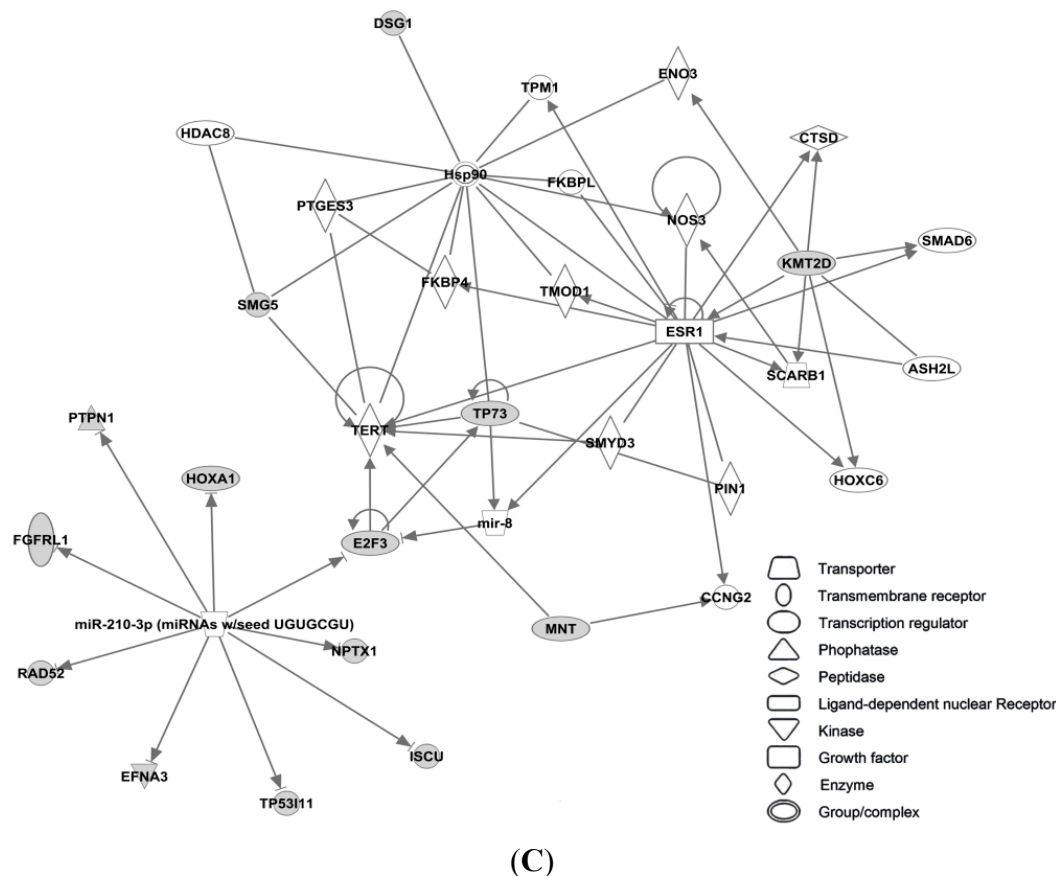 DSG1
ENO3
TPM1
HDAC8
CTSD
Hsp90
FKBPL
PTGES3
NOS3
SMAD6
KMT2D
FKBP4
TMOD1
SMG5
ESR1
ASH2L
SCARB1
PTPN1
TP73
TERT
SMYD3
HOXA1
HOXC6
PIN1
mir-8
FGFRL1
E2F3
CCNG2
miR-210-3p (miRNAs w/seed UGUGCGU)
MNT
NPTX1
RAD52
ISCU
EFNA3
TP53I11
Transporter
Transmembrane receptor
Transcription regulator
Phophatase
Peptidase
Ligand-dependent nuclear Receptor
Kinase
Growth factor
Enzyme
Group/complex
(C)